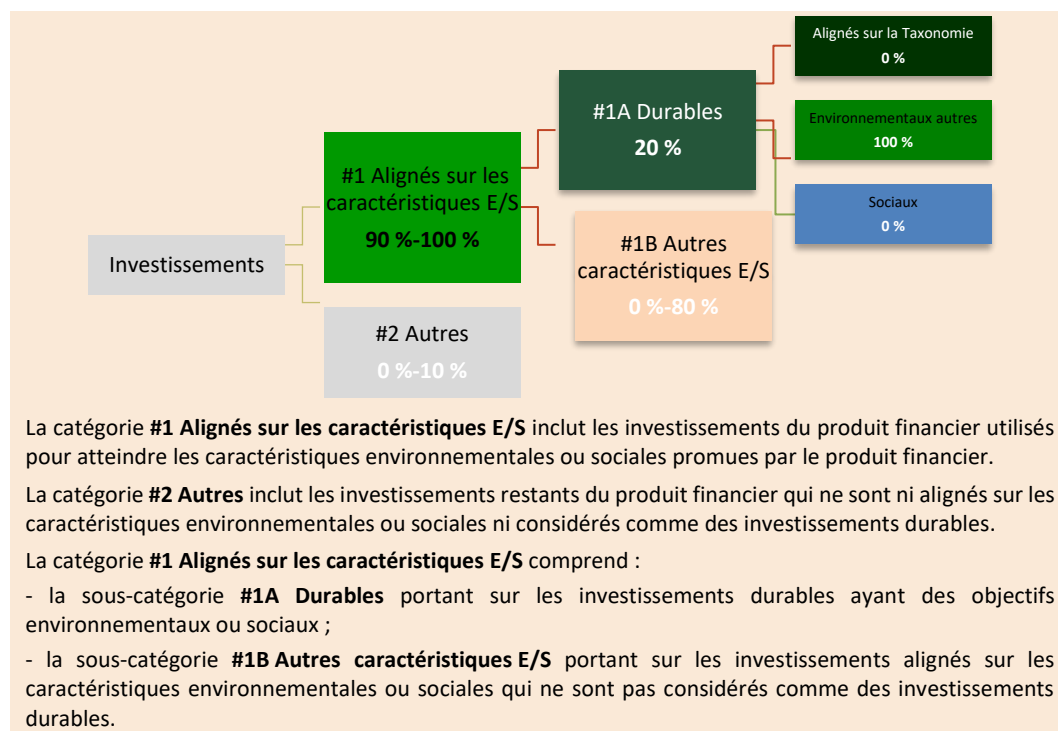 Alignés sur la Taxonomie
0 %
#1A Durables
20 %
Environnementaux autres
100 %
#1 Alignés sur les
caractéristiques E/S
90 %-100 %
Sociaux
0 %
#1B Autres
caractéristiques E/S
0 %-80 %
Investissements
#2 Autres
0 %-10 %
La catégorie #1 Alignés sur les caractéristiques E/S inclut les investissements du produit financier utilisés
pour atteindre les caractéristiques environnementales ou sociales promues par le produit financier.
La catégorie #2 Autres inclut les investissements restants du produit financier qui ne sont ni alignés sur les
caractéristiques environnementales ou sociales ni considérés comme des investissements durables.
La catégorie #1 Alignés sur les caractéristiques E/S comprend :
- la sous-catégorie #1A Durables portant sur les investissements durables ayant des objectifs
environnementaux ou sociaux ;
- la sous-catégorie #1B Autres caractéristiques E/S portant sur les investissements alignés sur les
caractéristiques environnementales ou sociales qui ne sont pas considérés comme des investissements
durables.